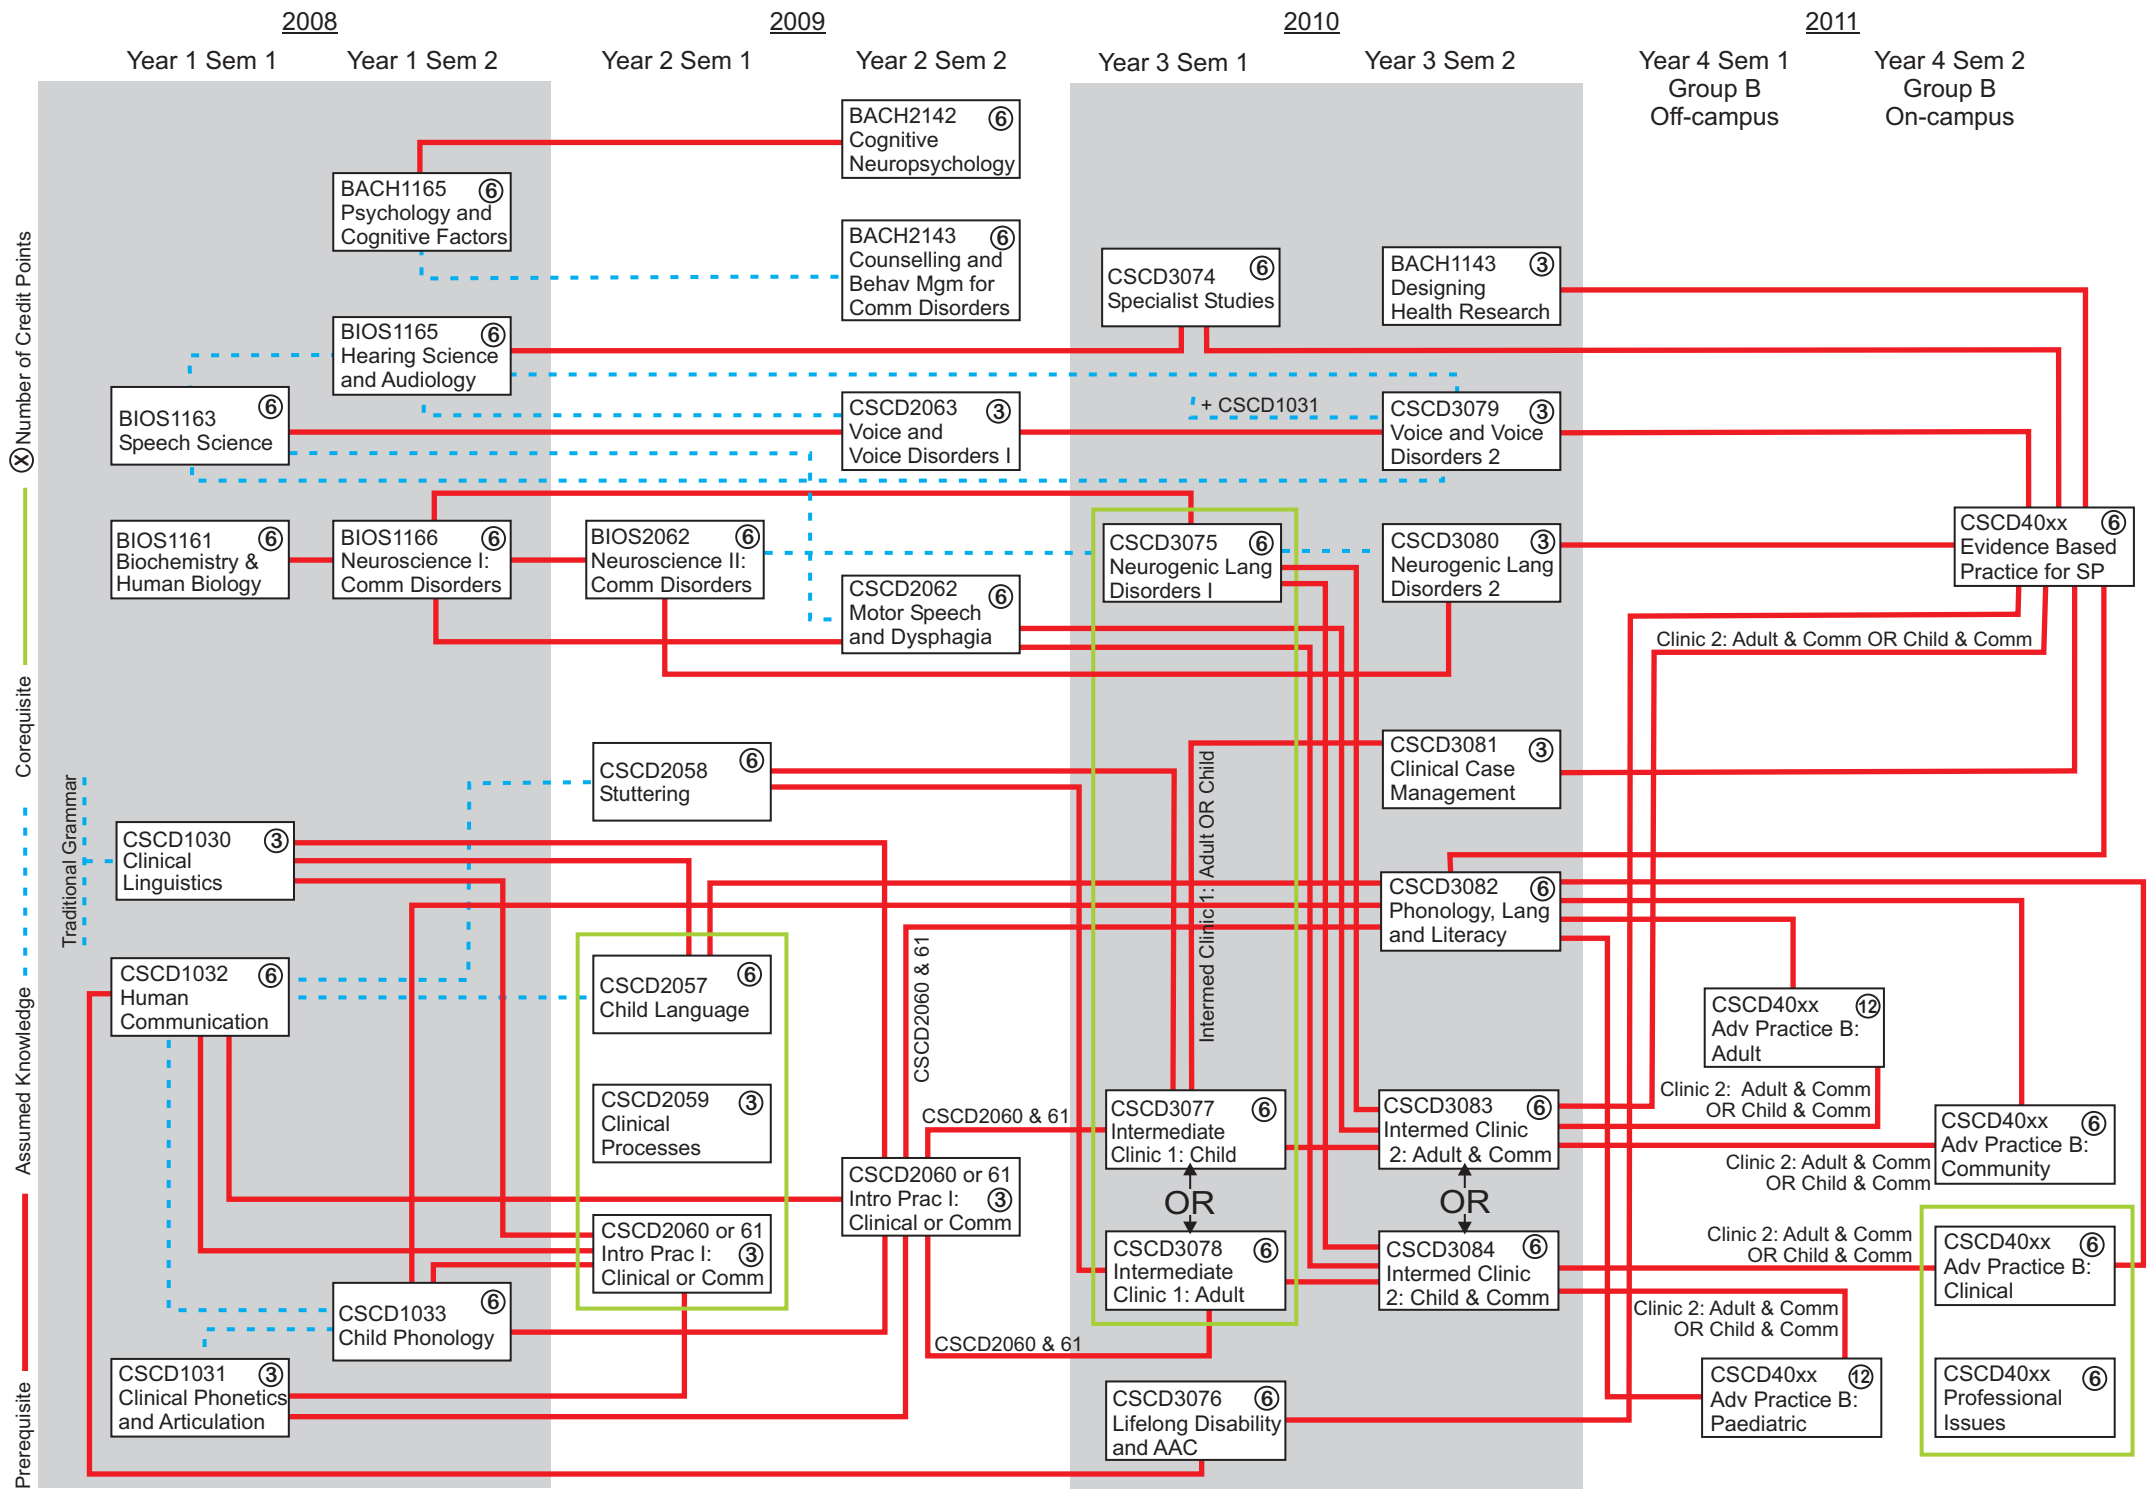 2008
2009
2010
2011
Year 1 Sem 1
Year 1 Sem 2
Year 2 Sem 1
Year 2 Sem 2
Year 3 Sem 1
Year 3 Sem 2
Year 4 Sem 1
Group B
Off-campus
Year 4 Sem 2
Group B
On-campus
Prerequisite
Assumed Knowledge
Corequisite
X Number of Credit Points
BIOS1163 6
Speech Science
BIOS1161 6
Biochemistry &
Human Biology
Traditional Grammar
CSCD1030 3
Clinical
Linguistics
CSCD1032 6
Human
Communication
CSCD1031 3
Clinical Phonetics
and Articulation
BACH1165 6
Psychology and
Cognitive Factors
BIOS1165 6
Hearing Science
and Audiology
BIOS1166 6
Neuroscience I:
Comm Disorders
CSCD1033 6
Child Phonology
BIOS2062 6
Neuroscience II:
Comm Disorders
CSCD2058 6
Stuttering
CSCD2057 6
Child Language
CSCD2059 3
Clinical
Processes
CSCD2060 or 61
Intro Prac I: 3
Clinical or Comm
BACH2142 6
Cognitive
Neuropsychology
BACH2143 6
Counselling and
Behav Mgm for
Comm Disorders
CSCD2063 3
Voice and
Voice Disorders I
CSCD2062 6
Motor Speech
and Dysphagia
CSCD2060 or 61
Intro Prac I: 3
Clinical or Comm
CSCD2060 & 61
CSCD2060 & 61
CSCD2060 & 61
CSCD3074 6
Specialist Studies
+ CSCD1031
CSCD3075 6
Neurogenic Lang
Disorders I
Intermed Clinic 1: Adult OR Child
CSCD3077 6
Intermediate
Clinic 1: Child
OR
CSCD3078 6
Intermediate
Clinic 1: Adult
CSCD3076 6
Lifelong Disability
and AAC
BACH1143 3
Designing
Health Research
CSCD3079 3
Voice and Voice
Disorders 2
CSCD3080 3
Neurogenic Lang
Disorders 2
CSCD3081 3
Clinical Case
Management
CSCD3082 6
Phonology, Lang
and Literacy
CSCD3083 6
Intermed Clinic
2: Adult & Comm
OR
CSCD3084 6
Intermed Clinic
2: Child & Comm
Clinic 2: Adult & Comm OR Child & Comm
CSCD40xx 12
Adv Practice B:
Adult
Clinic 2: Adult & Comm
OR Child & Comm
Clinic 2: Adult & Comm
OR Child & Comm
Clinic 2: Adult & Comm
OR Child & Comm
Clinic 2: Adult & Comm
OR Child & Comm
CSCD40xx 12
Adv Practice B:
Paediatric
CSCD40xx 6
Evidence Based
Practice for SP
CSCD40xx 6
Adv Practice B:
Community
CSCD40xx 6
Adv Practice B:
Clinical
CSCD40xx 6
Professional
Issues